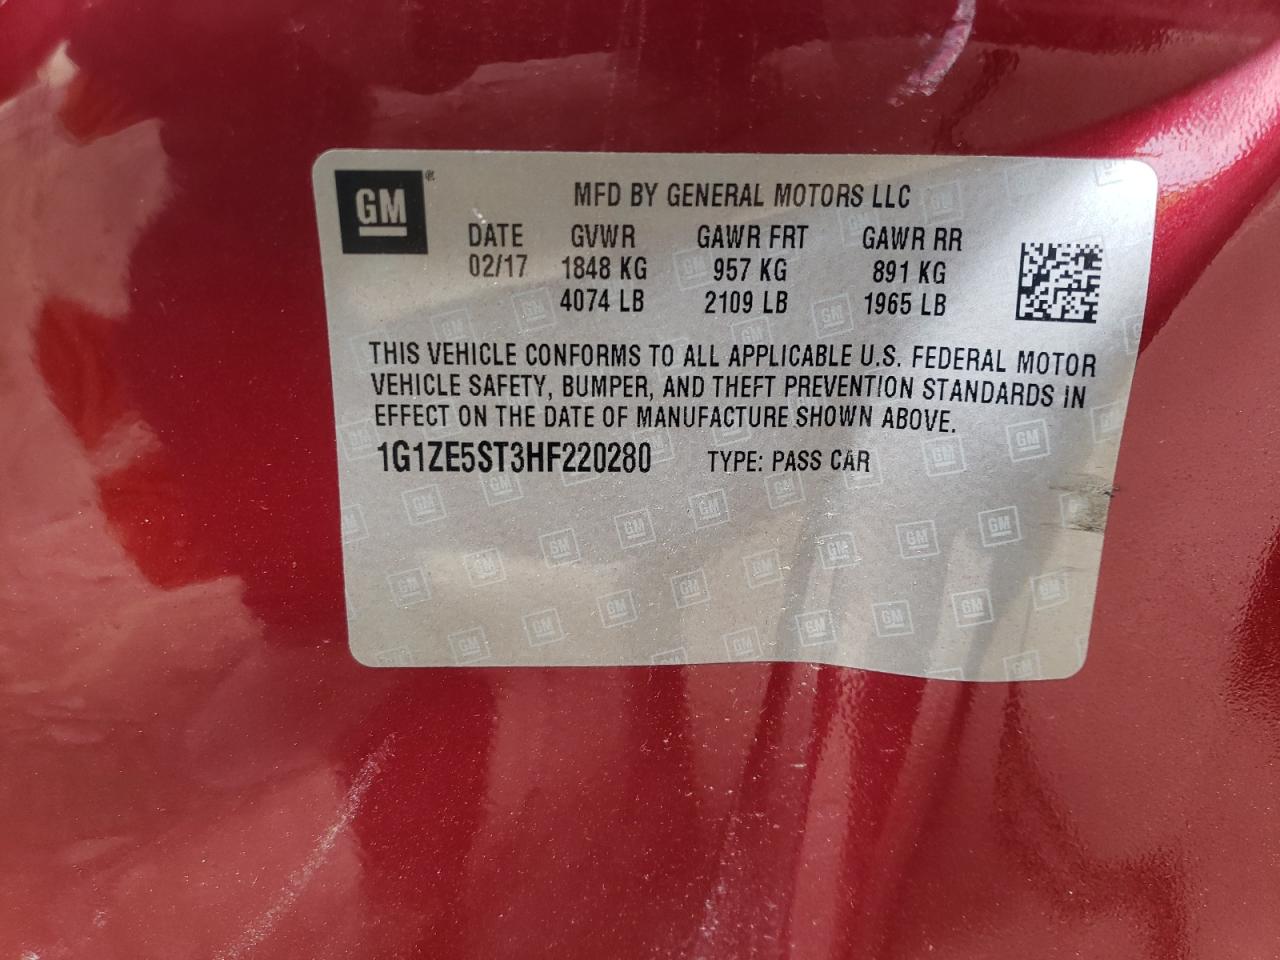 GM
MFD BY GENERAL MOTORS LLC
DATE GVWR GAWR FRT GAWR RR
02/17 1848 KG 957 KG 891 KG
4074 LB 2109 LB 1965 LB
THIS VEHICLE CONFORMS TO ALL APPLICABLE U.S. FEDERAL MOTOR
VEHICLE SAFETY, BUMPER, AND THEFT PREVENTION STANDARDS IN
EFFECT ON THE DATE OF MANUFACTURE SHOWN ABOVE.
1G1ZE5ST3HF220280 TYPE: PASS CAR